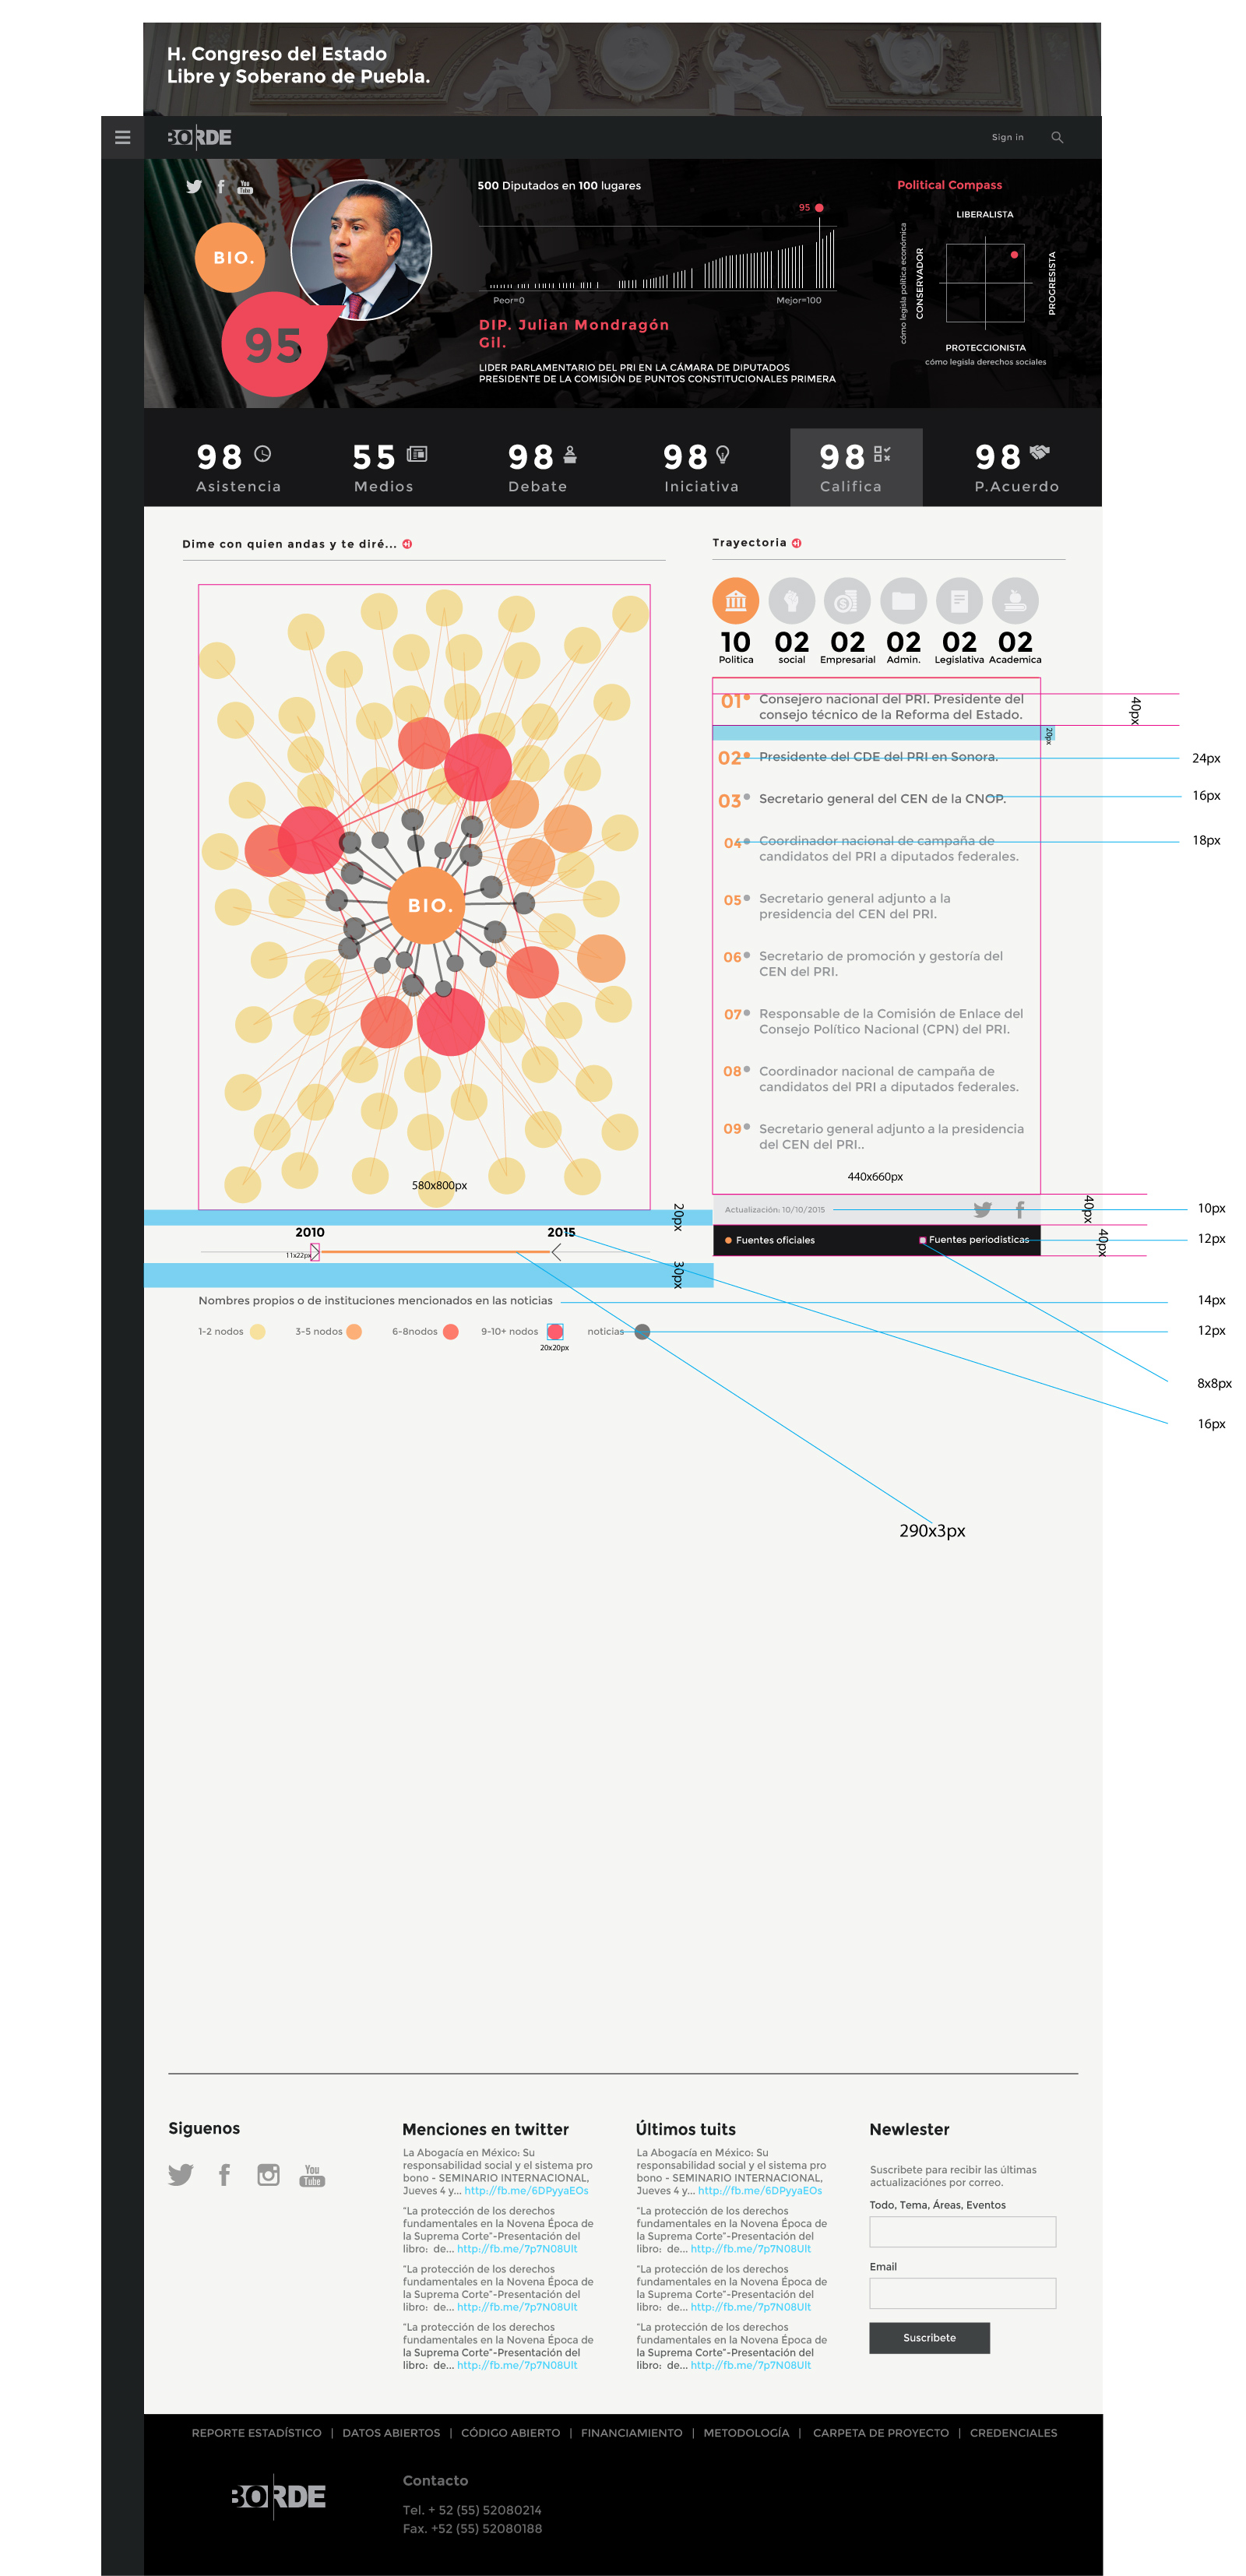 H. Congreso del Estado
Libre y Soberano de Puebla.
BORDE
Sign in
You
Tube
BIO.
95
500 Diputados en 100 lugares
95
Peor=0
Mejor=100
DIP. Julian Mondragón
Gil.
LIDER PARLAMENTARIO DEL PRI EN LA CÁMARA DE DIPUTADOS
PRESIDENTE DE LA COMISIÓN DE PUNTOS CONSTITUCIONALES PRIMERA
Political Compass
LIBERALISTA
cómo legisla política económica
CONSERVADOR
PROGRESISTA
PROTECCIONISTA
cómo legisla derechos sociales
98
Asistencia
55
Medios
98
Debate
98
Iniciativa
98
Califica
98
P.Acuerdo
Dime con quien andas y te diré...
BIO.
580x800px
20px
2010
2015
11x22px
30px
Nombres propios o de instituciones mencionados en las noticias
1-2 nodos
3-5 nodos
6-8nodos
9-10+ nodos
noticias
20x20px
Trayectoria
10
Politica
02
social
02
Empresarial
02
Admin.
02
Legislativa
02
Academica
01 Consejero nacional del PRI. Presidente del
consejo técnico de la Reforma del Estado.
40px
20px
02 Presidente del CDE del PRI en Sonora.
24px
03 Secretario general del CEN de la CNOP.
16px
04 Coordinador nacional de campaña de
candidatos del PRI a diputados federales.
18px
05 Secretario general adjunto a la
presidencia del CEN del PRI.
06 Secretario de promoción y gestoría del
CEN del PRI.
07 Responsable de la Comisión de Enlace del
Consejo Político Nacional (CPN) del PRI.
08 Coordinador nacional de campaña de
candidatos del PRI a diputados federales.
09 Secretario general adjunto a la presidencia
del CEN del PRI..
440x660px
Actualización: 10/10/2015
40px
10px
Fuentes oficiales
Fuentes periodisticas
40px
12px
14px
12px
8x8px
16px
290x3px
Siguenos
You
Tube
Menciones en twitter
La Abogacía en México: Su
responsabilidad social y el sistema pro
bono - SEMINARIO INTERNACIONAL,
Jueves 4 y... http://fb.me/6DPyyaEOs
"La protección de los derechos
fundamentales en la Novena Época de
la Suprema Corte"-Presentación del
libro: de... http://fb.me/7p7N08Ult
"La protección de los derechos
fundamentales en la Novena Época de
la Suprema Corte"-Presentación del
libro: de... http://fb.me/7p7N08Ult
"La protección de los derechos
fundamentales en la Novena Época de
la Suprema Corte"-Presentación del
libro: de... http://fb.me/7p7N08Ult
Últimos tuits
La Abogacía en México: Su
responsabilidad social y el sistema pro
bono - SEMINARIO INTERNACIONAL,
Jueves 4 y... http://fb.me/6DPyyaEOs
"La protección de los derechos
fundamentales en la Novena Época de
la Suprema Corte"-Presentación del
libro: de... http://fb.me/7p7N08Ult
"La protección de los derechos
fundamentales en la Novena Época de
la Suprema Corte"-Presentación del
libro: de... http://fb.me/7p7N08Ult
"La protección de los derechos
fundamentales en la Novena Época de
la Suprema Corte"-Presentación del
libro: de... http://fb.me/7p7N08Ult
Newlester
Suscribete para recibir las últimas
actualizaciónes por correo.
Todo, Tema, Áreas, Eventos
Email
Suscribete
REPORTE ESTADÍSTICO | DATOS ABIERTOS | CÓDIGO ABIERTO | FINANCIAMIENTO | METODOLOGÍA | CARPETA DE PROYECTO | CREDENCIALES
BORDE
Contacto
Tel. + 52 (55) 52080214
Fax. +52 (55) 52080188